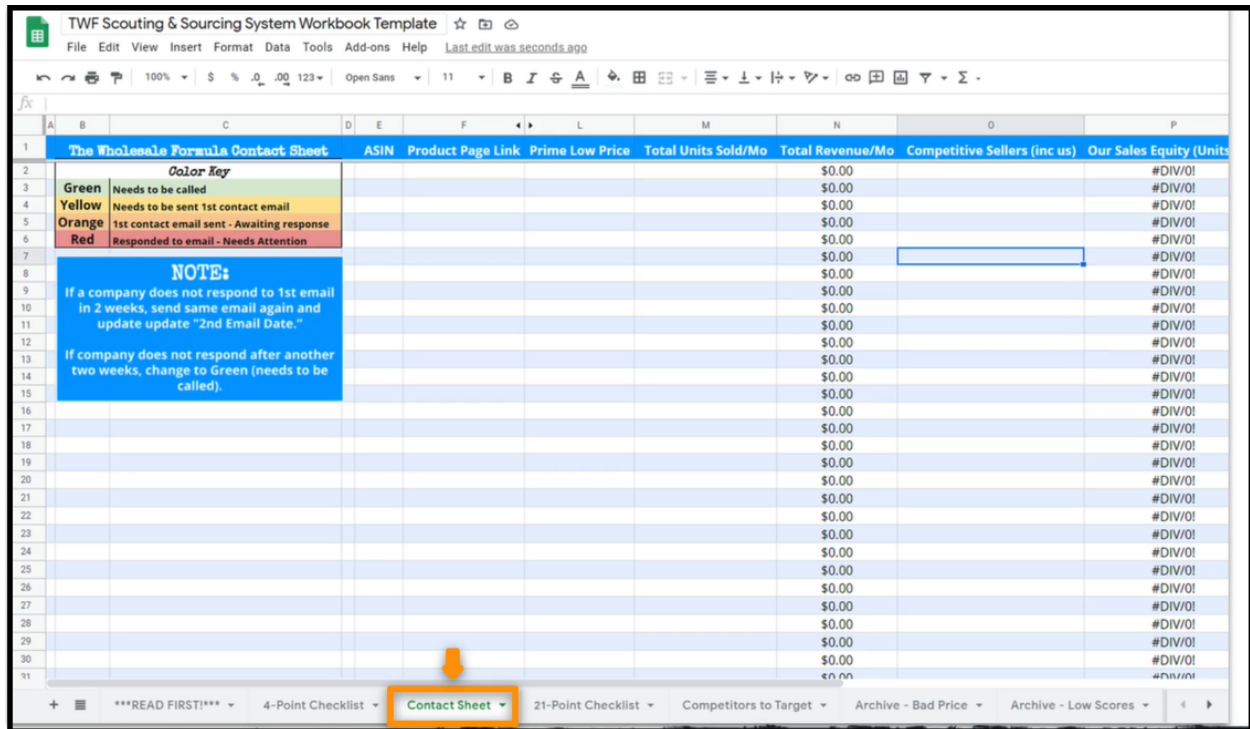 TWF Scouting & Sourcing System Workbook Template
File Edit View Insert Format Data Tools Add-ons Help Last edit was seconds ago
100% $ % .0 .00 123 Open Sans 11 B I S A
fx
A B C D E F L M N O P
1 The Wholesale Formula Contact Sheet ASIN Product Page Link Prime Low Price Total Units Sold/Mo Total Revenue/Mo Competitive Sellers (inc us) Our Sales Equity (Units
2 Color Key $0.00 #DIV/0!
3 Green Needs to be called $0.00 #DIV/0!
4 Yellow Needs to be sent 1st contact email $0.00 #DIV/0!
5 Orange 1st contact email sent - Awaiting response $0.00 #DIV/0!
6 Red Responded to email - Needs Attention $0.00 #DIV/0!
7 $0.00 #DIV/0!
8 NOTE: $0.00 #DIV/0!
9 If a company does not respond to 1st email $0.00 #DIV/0!
10 in 2 weeks, send same email again and $0.00 #DIV/0!
11 update update "2nd Email Date." $0.00 #DIV/0!
12 $0.00 #DIV/0!
13 If company does not respond after another $0.00 #DIV/0!
14 two weeks, change to Green (needs to be $0.00 #DIV/0!
15 called). $0.00 #DIV/0!
16 $0.00 #DIV/0!
17 $0.00 #DIV/0!
18 $0.00 #DIV/0!
19 $0.00 #DIV/0!
20 $0.00 #DIV/0!
21 $0.00 #DIV/0!
22 $0.00 #DIV/0!
23 $0.00 #DIV/0!
24 $0.00 #DIV/0!
25 $0.00 #DIV/0!
26 $0.00 #DIV/0!
27 $0.00 #DIV/0!
28 $0.00 #DIV/0!
29 $0.00 #DIV/0!
30 $0.00 #DIV/0!
31 $0.00 #DIV/0!
***READ FIRST!*** 4-Point Checklist Contact Sheet 21-Point Checklist Competitors to Target Archive - Bad Price Archive - Low Scores